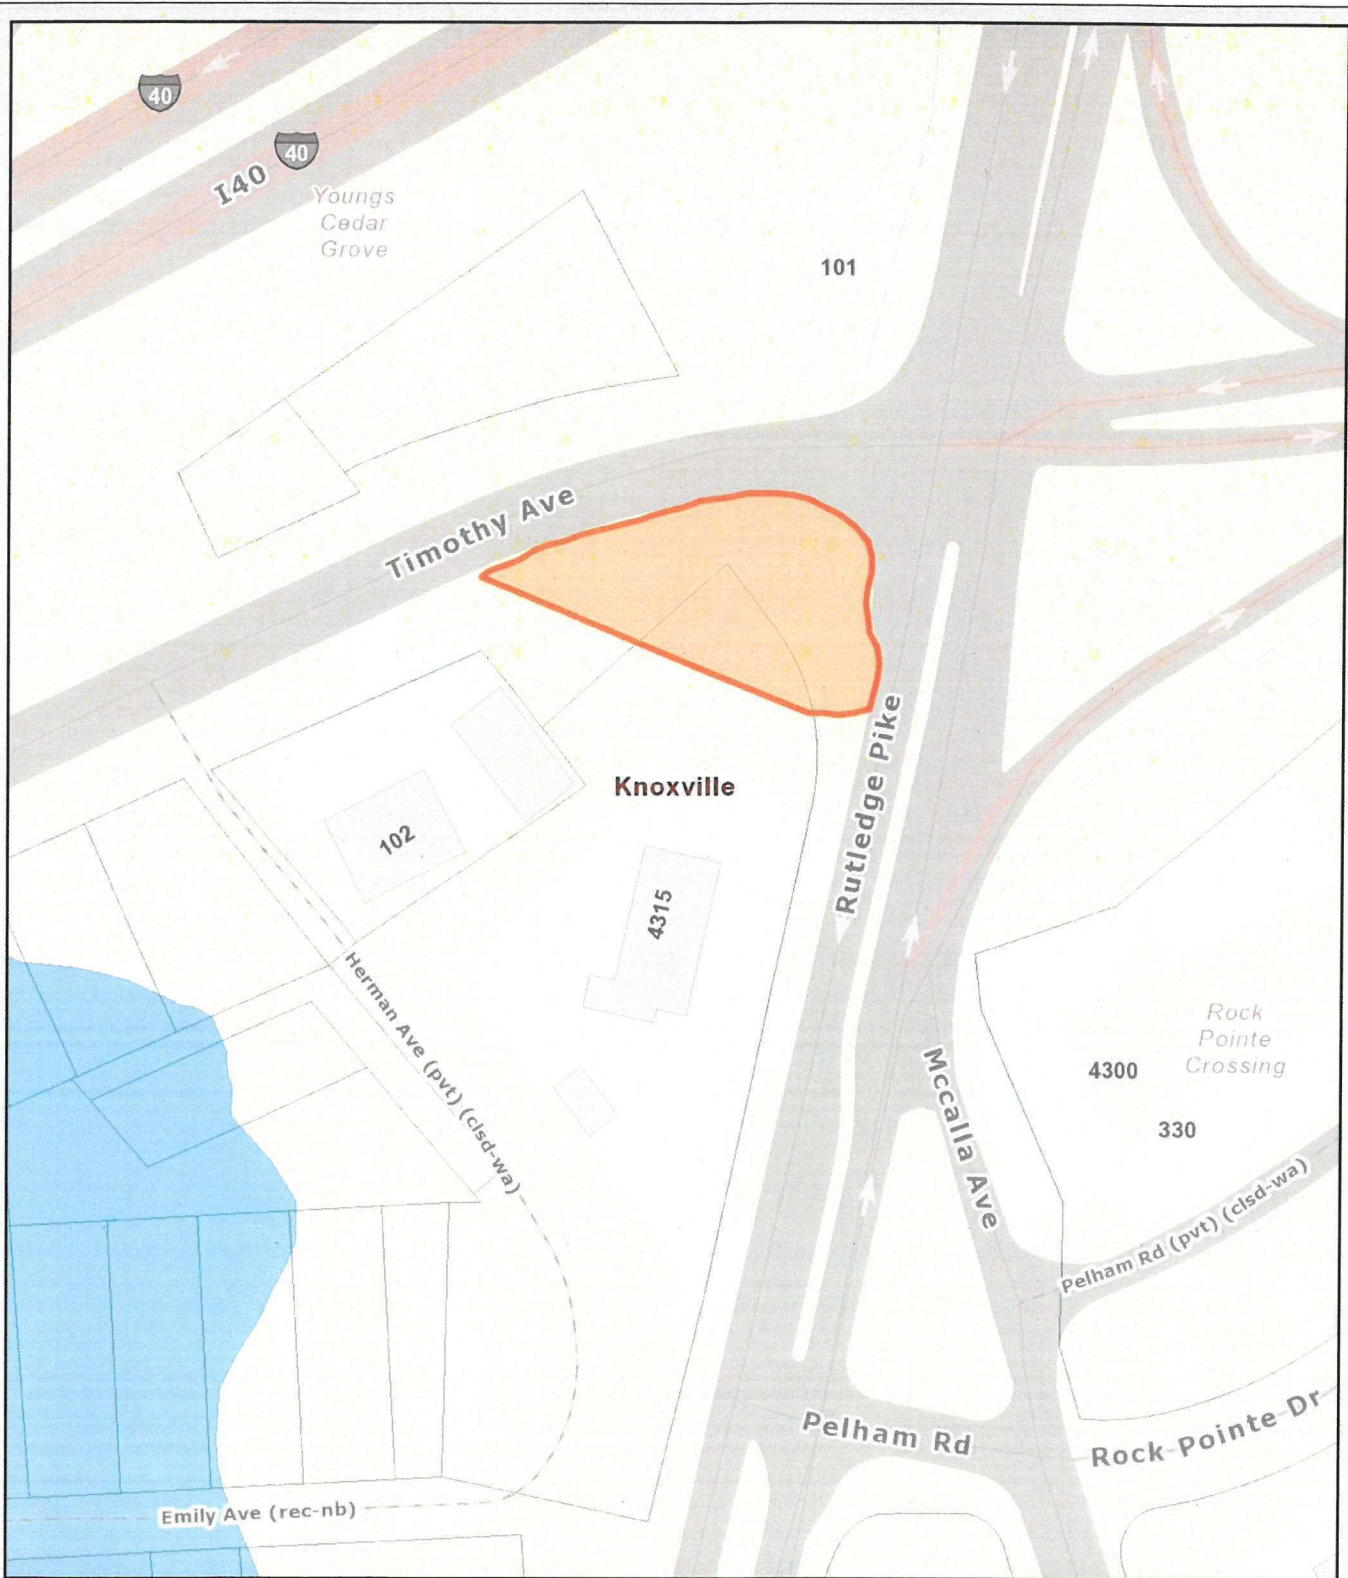 40
40
I40
Youngs
Cedar
Grove
101
Timothy Ave
Knoxville
Rutledge Pike
102
4315
Herman Ave (pvt) (clsd-wa)
Rock
Pointe
Crossing
4300
330
Mccalla Ave
Pelham Rd (pvt) (clsd-wa)
Pelham Rd
Rock Pointe Dr
Emily Ave (rec-nb)